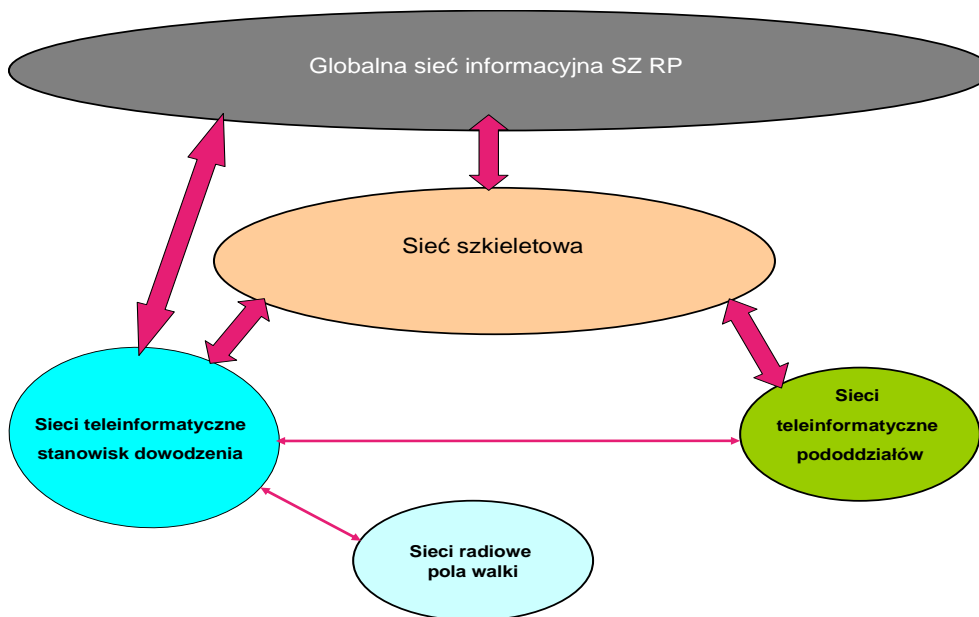 Globalna sieć informacyjna SZ RP
Sieć szkieletowa
Sieci teleinformatyczne
stanowisk dowodzenia
Sieci
teleinformatyczne
pododdziałów
Sieci radiowe
pola walki